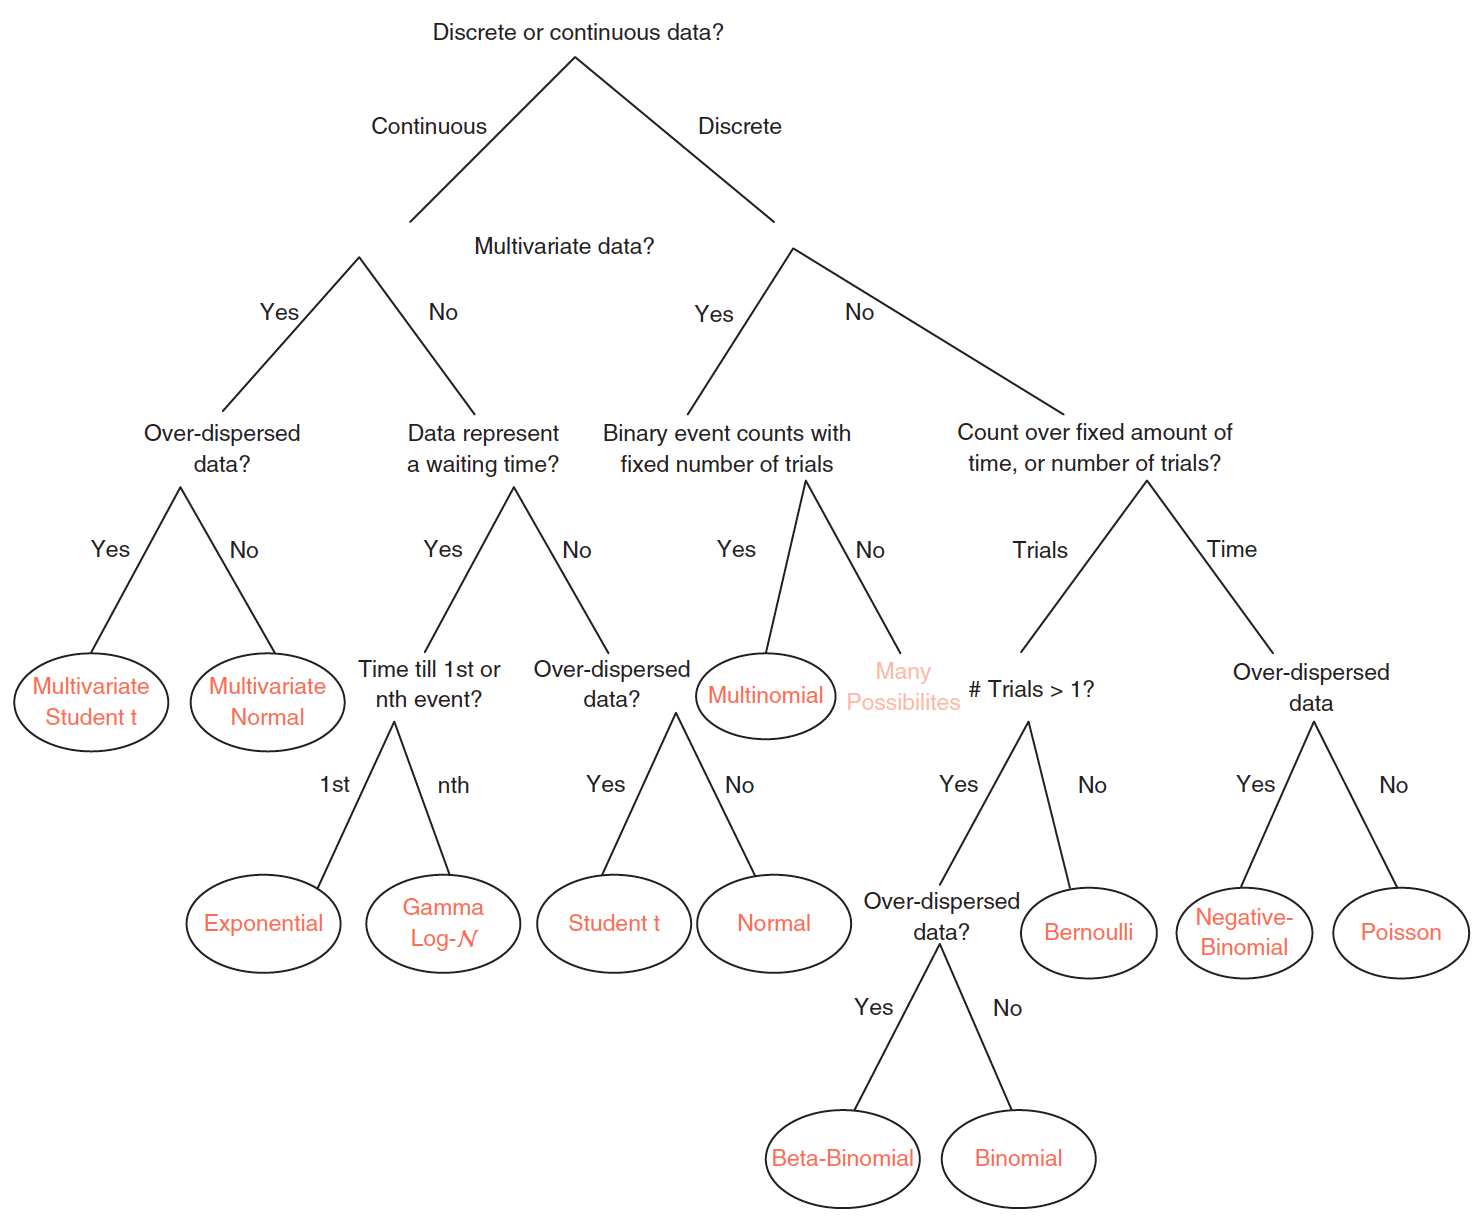 Discrete or continuous data?
Continuous
Discrete
Multivariate data?
Yes
No
Yes
No
Over-dispersed
data?
Data represent
a waiting time?
Binary event counts with
fixed number of trials
Count over fixed amount of
time, or number of trials?
Yes
No
Yes
No
Yes
No
Trials
Time
Multivariate
Student t
Multivariate
Normal
Time till 1st or
nth event?
Over-dispersed
data?
Multinomial
Many
Possibilites
# Trials > 1?
Over-dispersed
data
1st
nth
Yes
No
Yes
No
Yes
No
Exponential
Gamma
Log-𝒩
Student t
Normal
Over-dispersed
data?
Bernoulli
Negative-
Binomial
Poisson
Yes
No
Beta-Binomial
Binomial